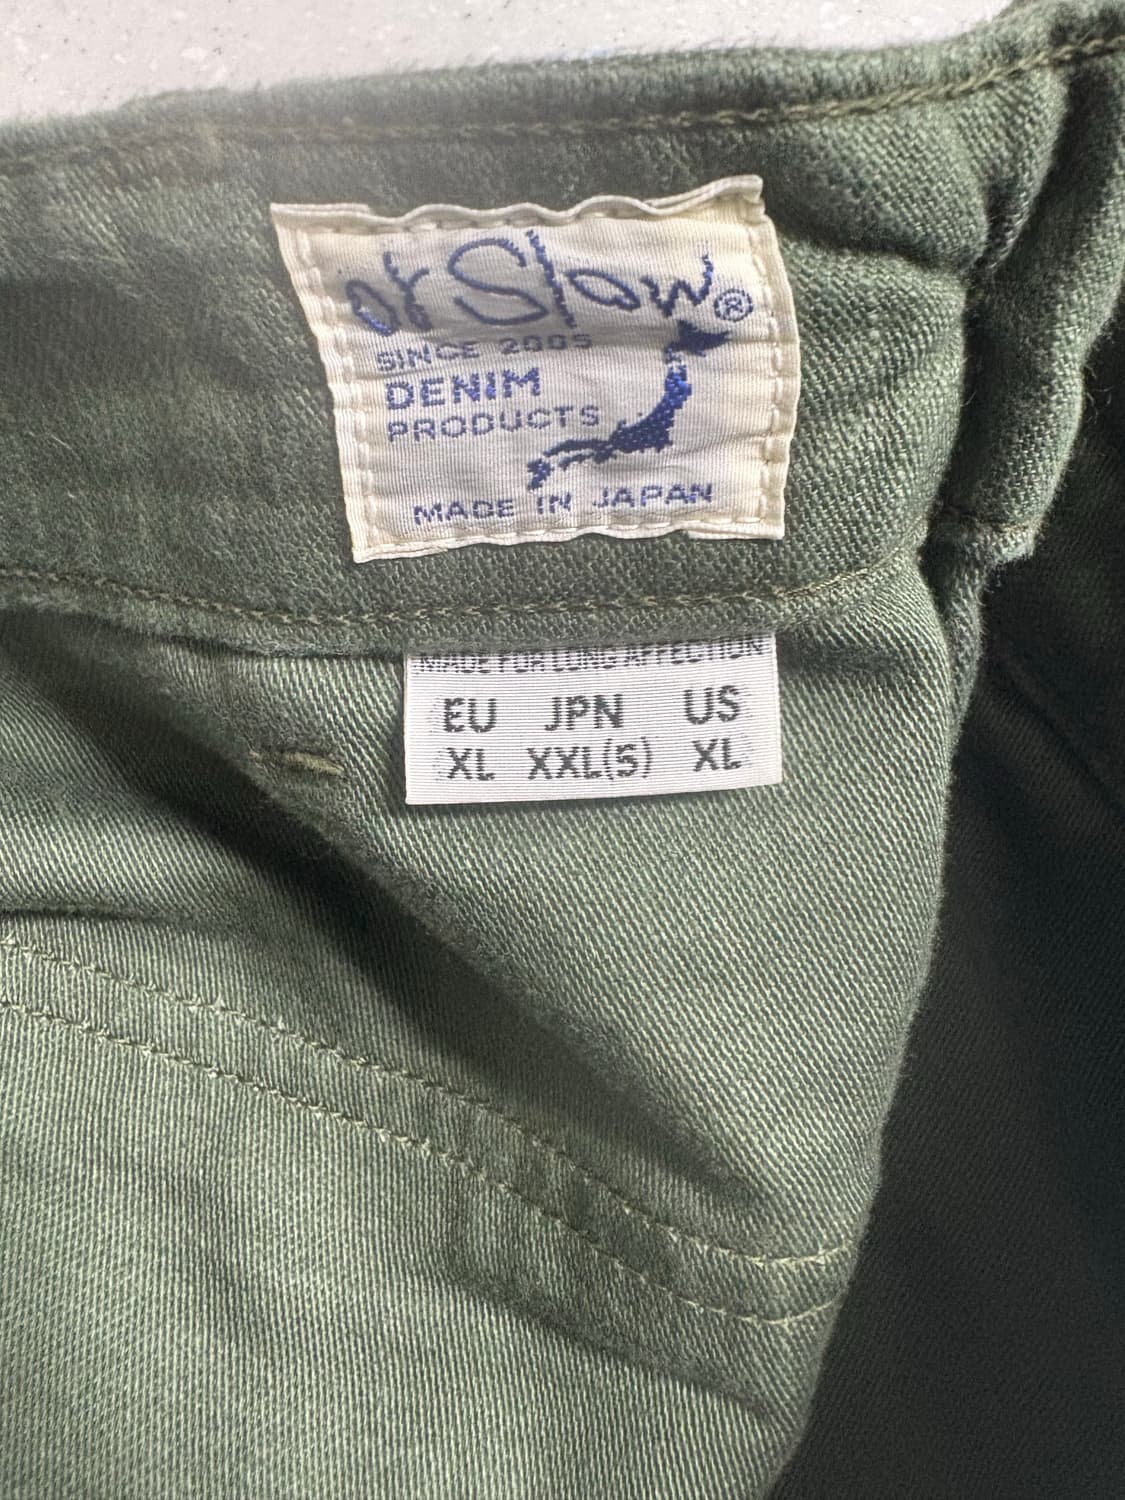 orSlow®
SINCE 2005
DENIM
PRODUCTS
MADE IN JAPAN
MADE FOR LONG AFFECTION
EU JPN US
XL XXL(5) XL